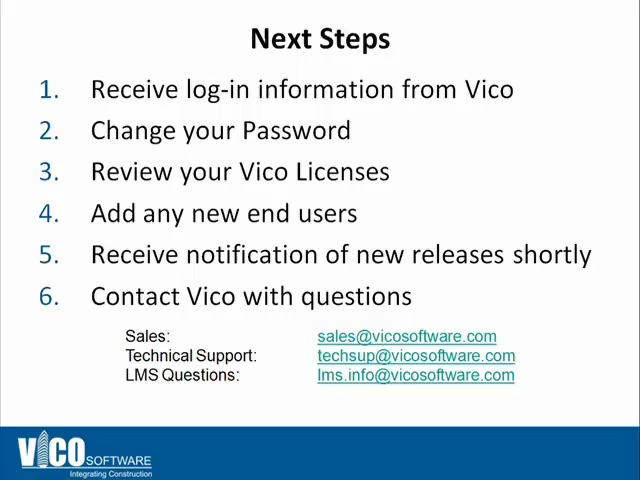 Next Steps
1. Receive log-in information from Vico
2. Change your Password
3. Review your Vico Licenses
4. Add any new end users
5. Receive notification of new releases shortly
6. Contact Vico with questions
Sales: sales@vicosoftware.com
Technical Support: techsup@vicosoftware.com
LMS Questions: lms.info@vicosoftware.com
VICO SOFTWARE
Integrating Construction